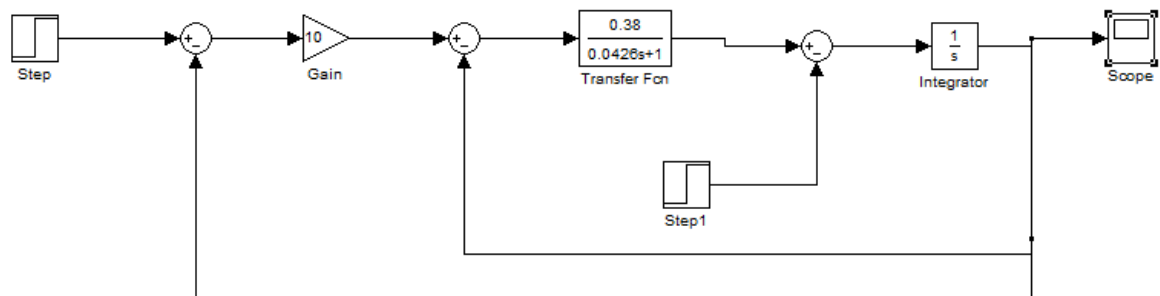 Step
+
−
10
Gain
+
−
0.38
0.0426s+1
Transfer Fcn
+
−
1
s
Integrator
Scope
Step1